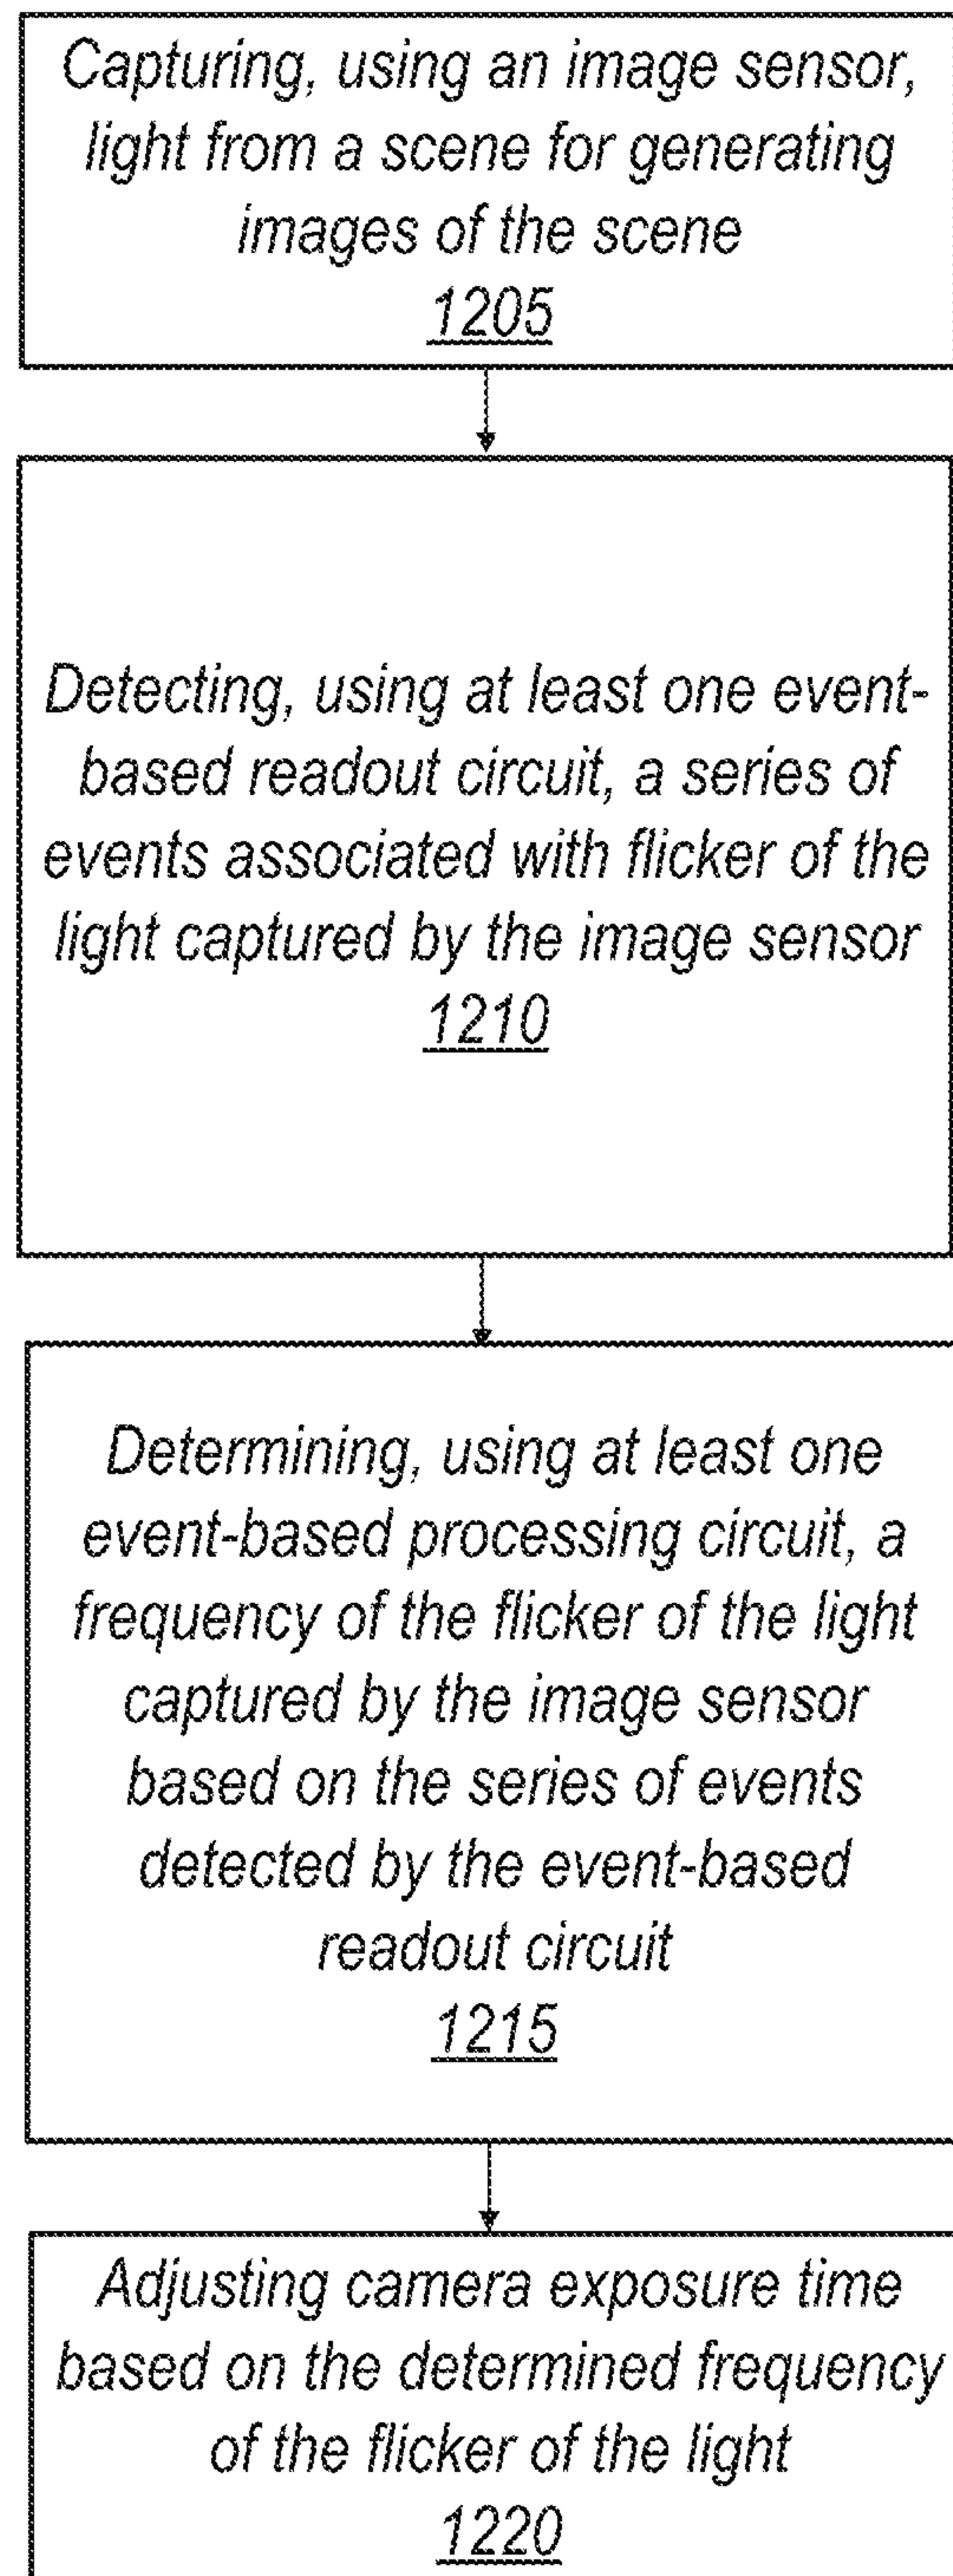 Capturing, using an image sensor,
light from a scene for generating
images of the scene
1205
Detecting, using at least one event-
based readout circuit, a series of
events associated with flicker of the
light captured by the image sensor
1210
Determining, using at least one
event-based processing circuit, a
frequency of the flicker of the light
captured by the image sensor
based on the series of events
detected by the event-based
readout circuit
1215
Adjusting camera exposure time
based on the determined frequency
of the flicker of the light
1220